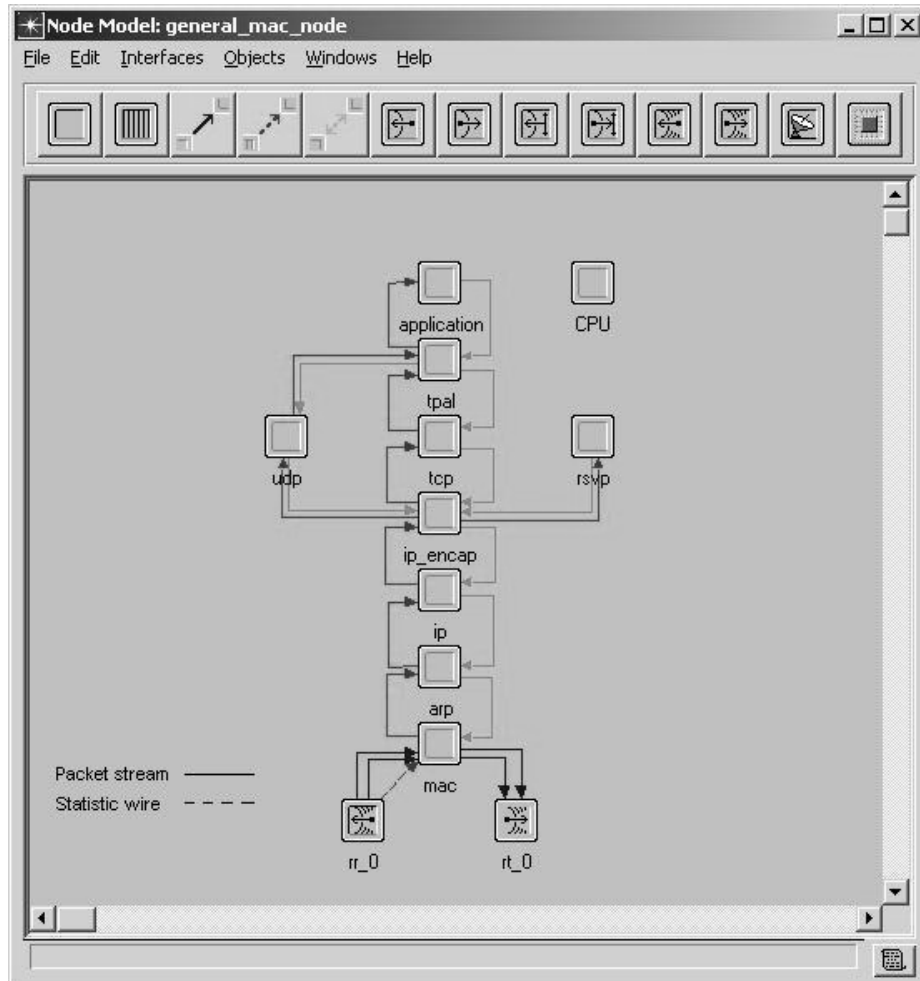 Node Model: general_mac_node
File Edit Interfaces Objects Windows Help
application
CPU
tpal
udp
tcp
rsvp
ip_encap
ip
arp
mac
Packet stream
Statistic wire
rr_0
rt_0